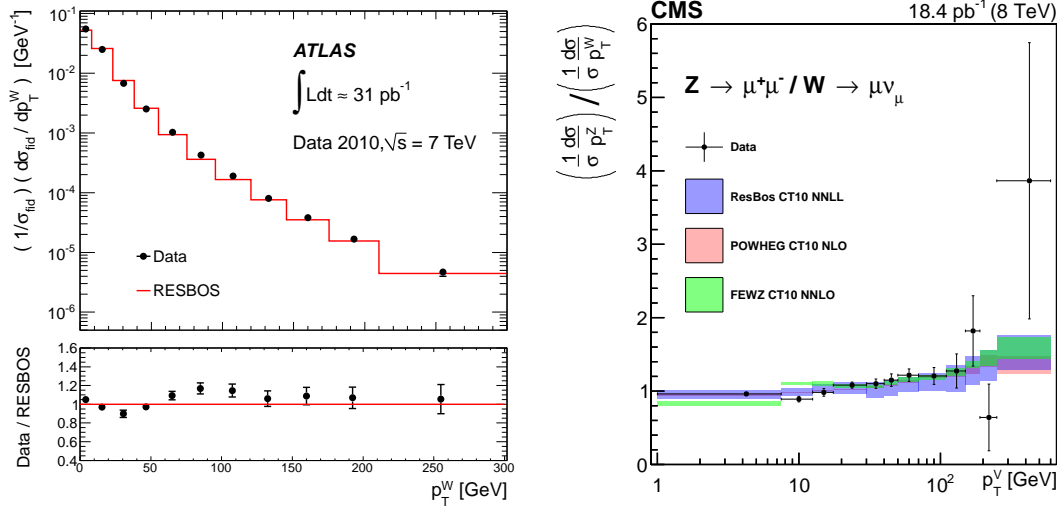 ATLAS
∫ Ldt ≈ 31 pb⁻¹
Data 2010,√s = 7 TeV
Data
RESBOS
(1/σ_fid) (dσ_fid / dp_T^W) [GeV⁻¹]
10⁻¹
10⁻²
10⁻³
10⁻⁴
10⁻⁵
10⁻⁶
Data / RESBOS
1.6
1.4
1.2
1.0
0.8
0.6
0.4
0 50 100 150 200 250 300
p_T^W [GeV]
CMS 18.4 pb⁻¹ (8 TeV)
(1/σ dσ/p_T^Z) / (1/σ dσ/p_T^W)
Z → μ⁺μ⁻ / W → μν_μ
Data
ResBos CT10 NNLL
POWHEG CT10 NLO
FEWZ CT10 NNLO
6
5
4
3
2
1
0
1 10 10² p_T^V [GeV]